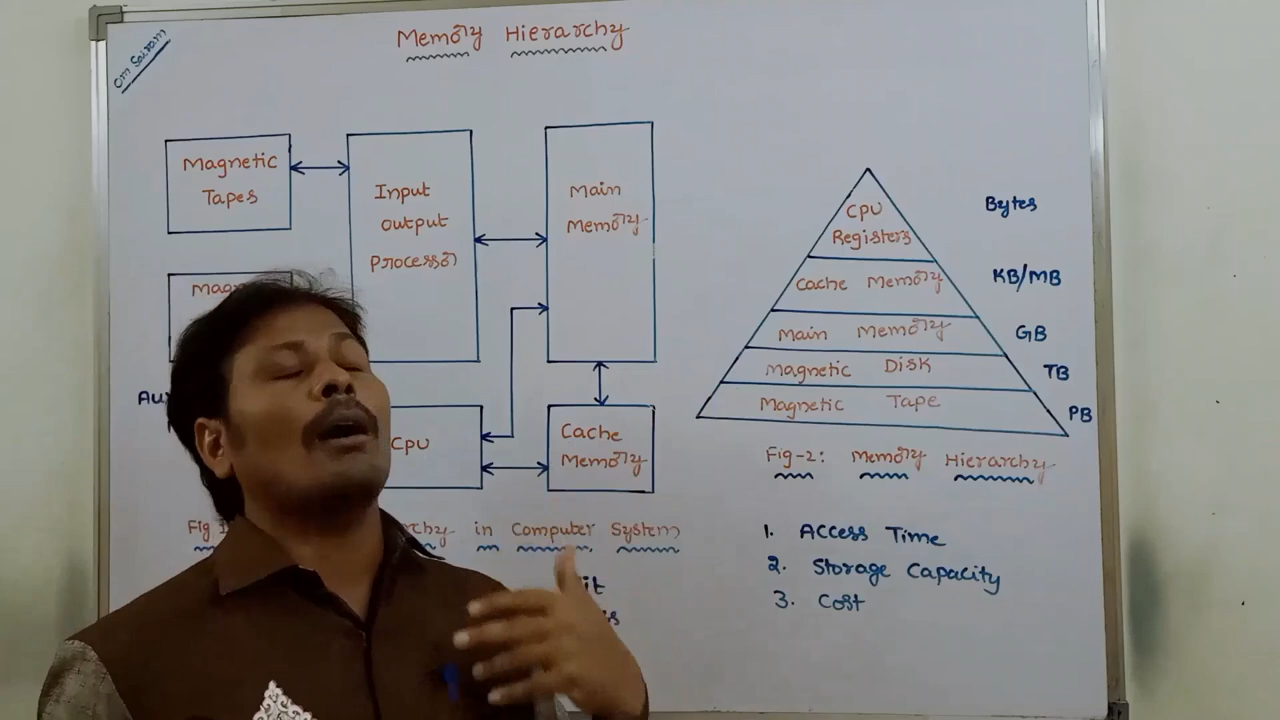 Om Sairam
Memory Hierarchy
Magnetic
Tapes
Input
output
processor
Main
Memory
CPU
Cache
Memory
in Computer System
CPU
Registers
Cache Memory
Main Memory
Magnetic Disk
Magnetic Tape
Bytes
KB/MB
GB
TB
PB
Fig-2: Memory Hierarchy
1. Access Time
2. Storage Capacity
3. Cost